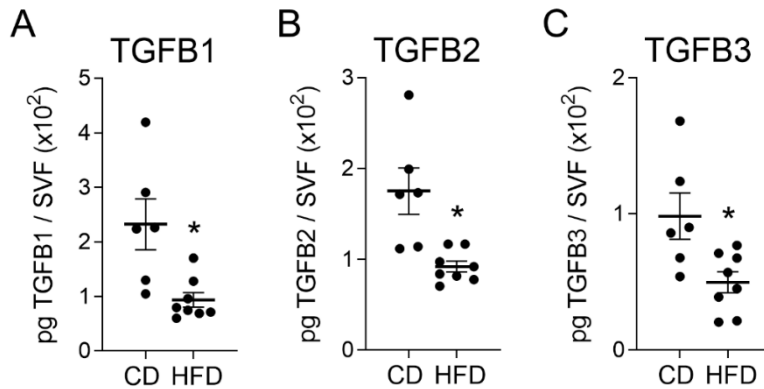 A
TGFB1
pg TGFB1 / SVF (x10²)
5
4
3
2
1
0
*
CD HFD
B
TGFB2
pg TGFB2 / SVF (x10²)
3
2
1
0
*
CD HFD
C
TGFB3
pg TGFB3 / SVF (x10²)
2
1
0
*
CD HFD